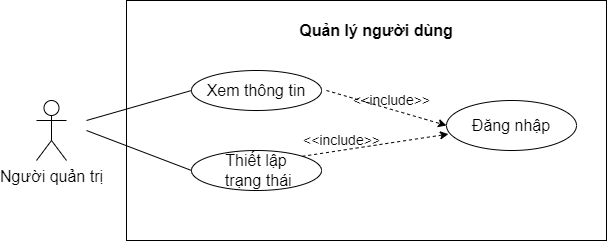 Quản lý người dùng
Xem thông tin
<<include>>
Đăng nhập
<<include>>
Thiết lập
trạng thái
Người quản trị